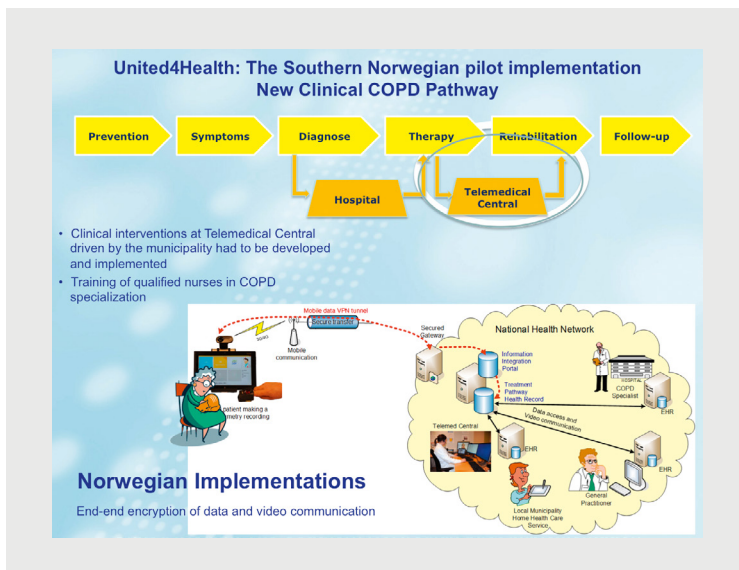 United4Health: The Southern Norwegian pilot implementation
New Clinical COPD Pathway
Prevention
Symptoms
Diagnose
Therapy
Rehabilitation
Follow-up
Hospital
Telemedical
Central
• Clinical interventions at Telemedical Central
driven by the municipality had to be developed
and implemented
• Training of qualified nurses in COPD
specialization
Mobile data VPN tunnel
Secure transfer
3G/4G
Mobile
communication
Secured
Gateway
National Health Network
Information
Integration
Portal
Treatment
Pathway
Health Record
HOSPITAL
COPD
Specialist
EHR
Data access and
Video communication
patient making a
recording
Telemed Central
EHR
EHR
General
Practitioner
Local Municipality
Home Health Care
Service
Norwegian Implementations
End-end encryption of data and video communication